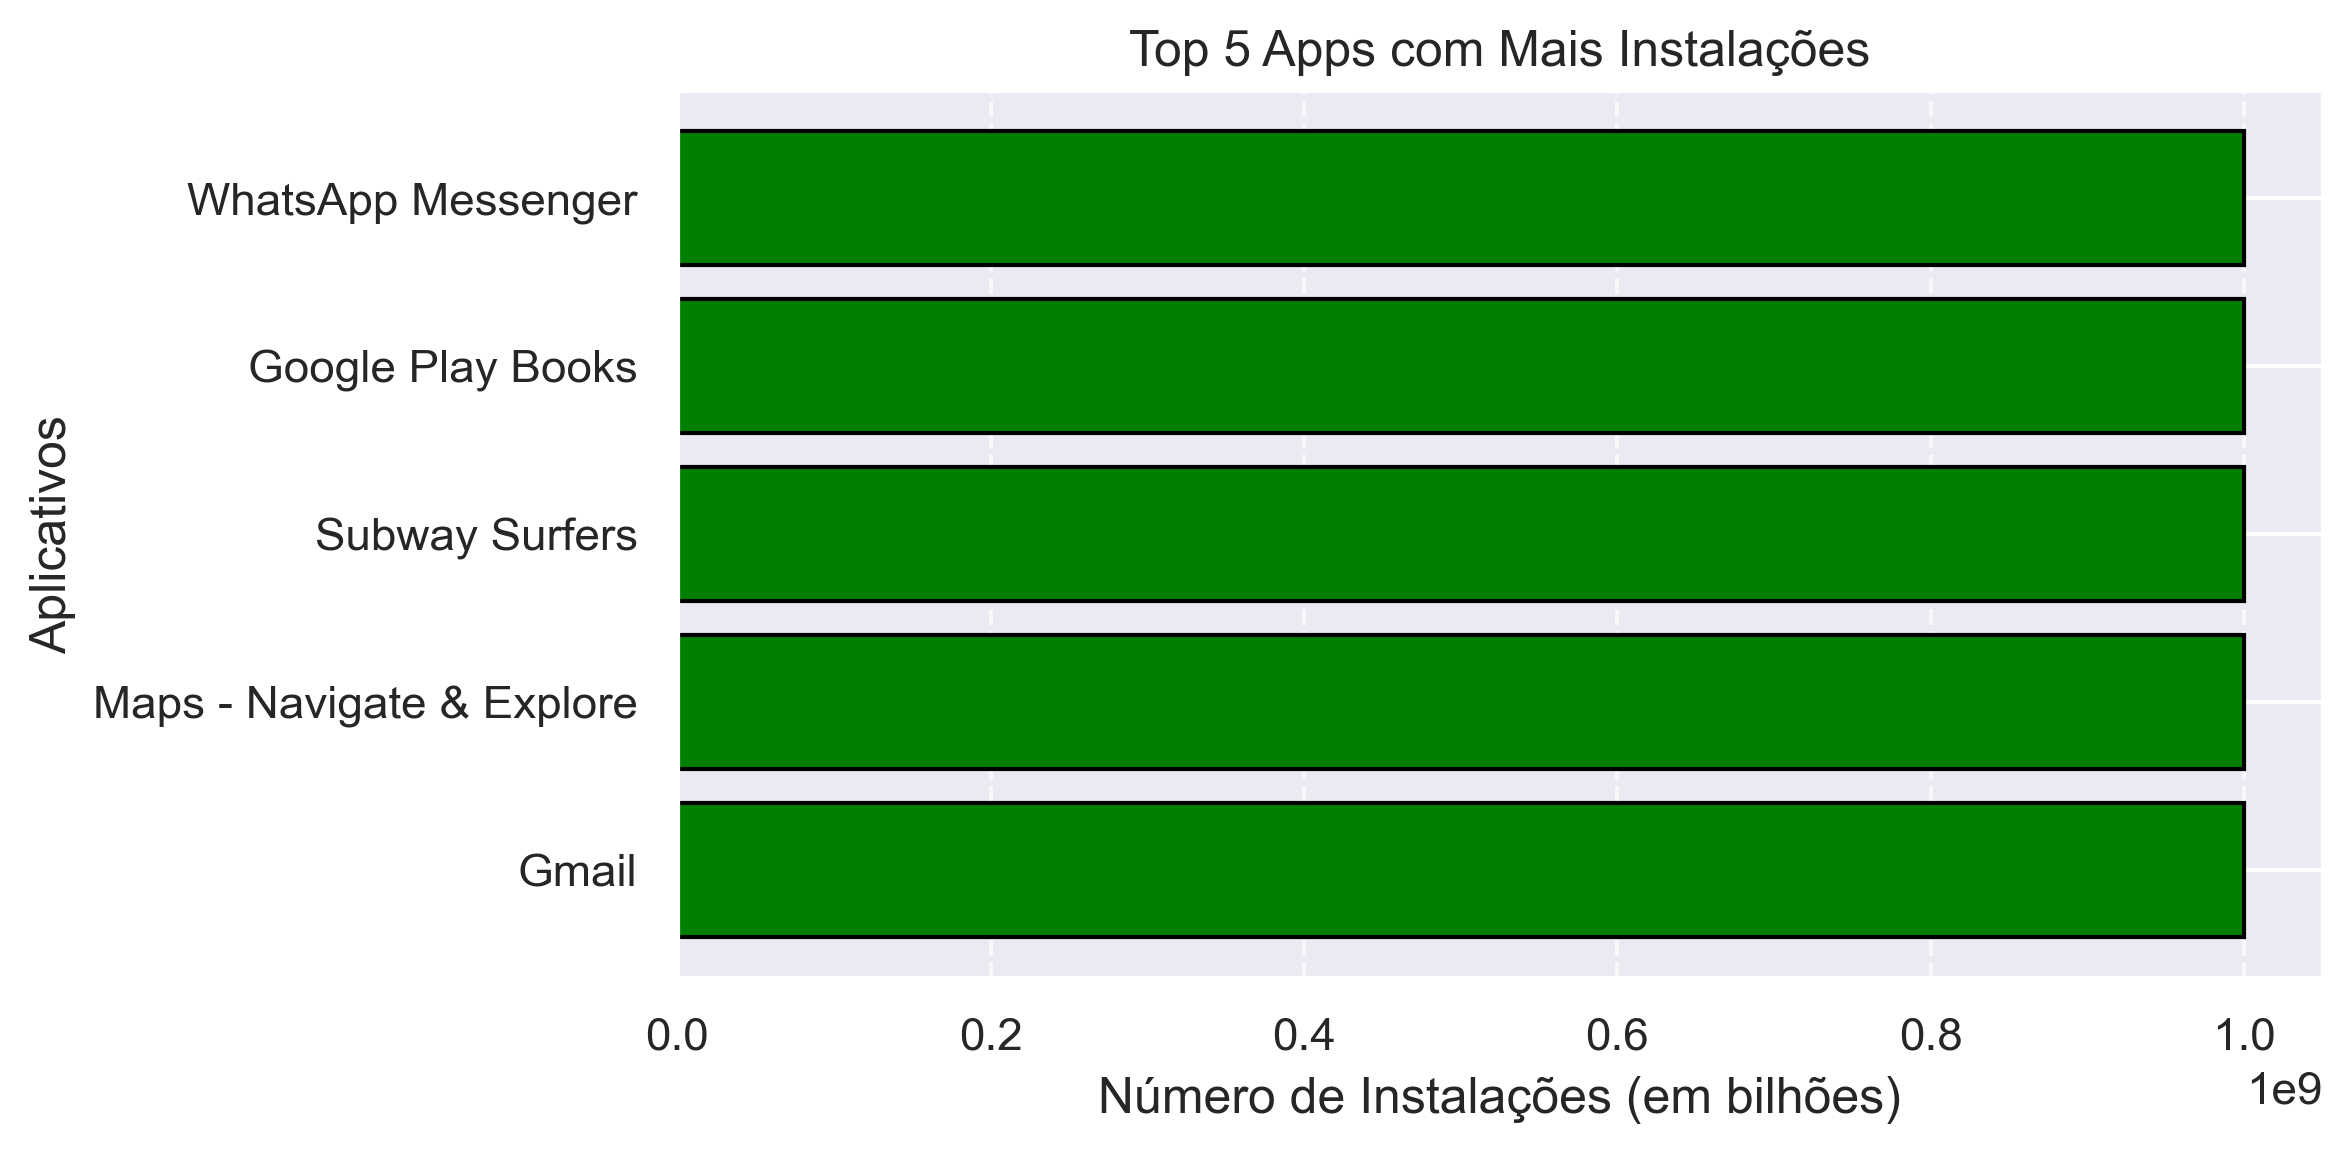 Top 5 Apps com Mais Instalações
Aplicativos
WhatsApp Messenger
Google Play Books
Subway Surfers
Maps - Navigate & Explore
Gmail
0.0 0.2 0.4 0.6 0.8 1.0
1e9
Número de Instalações (em bilhões)